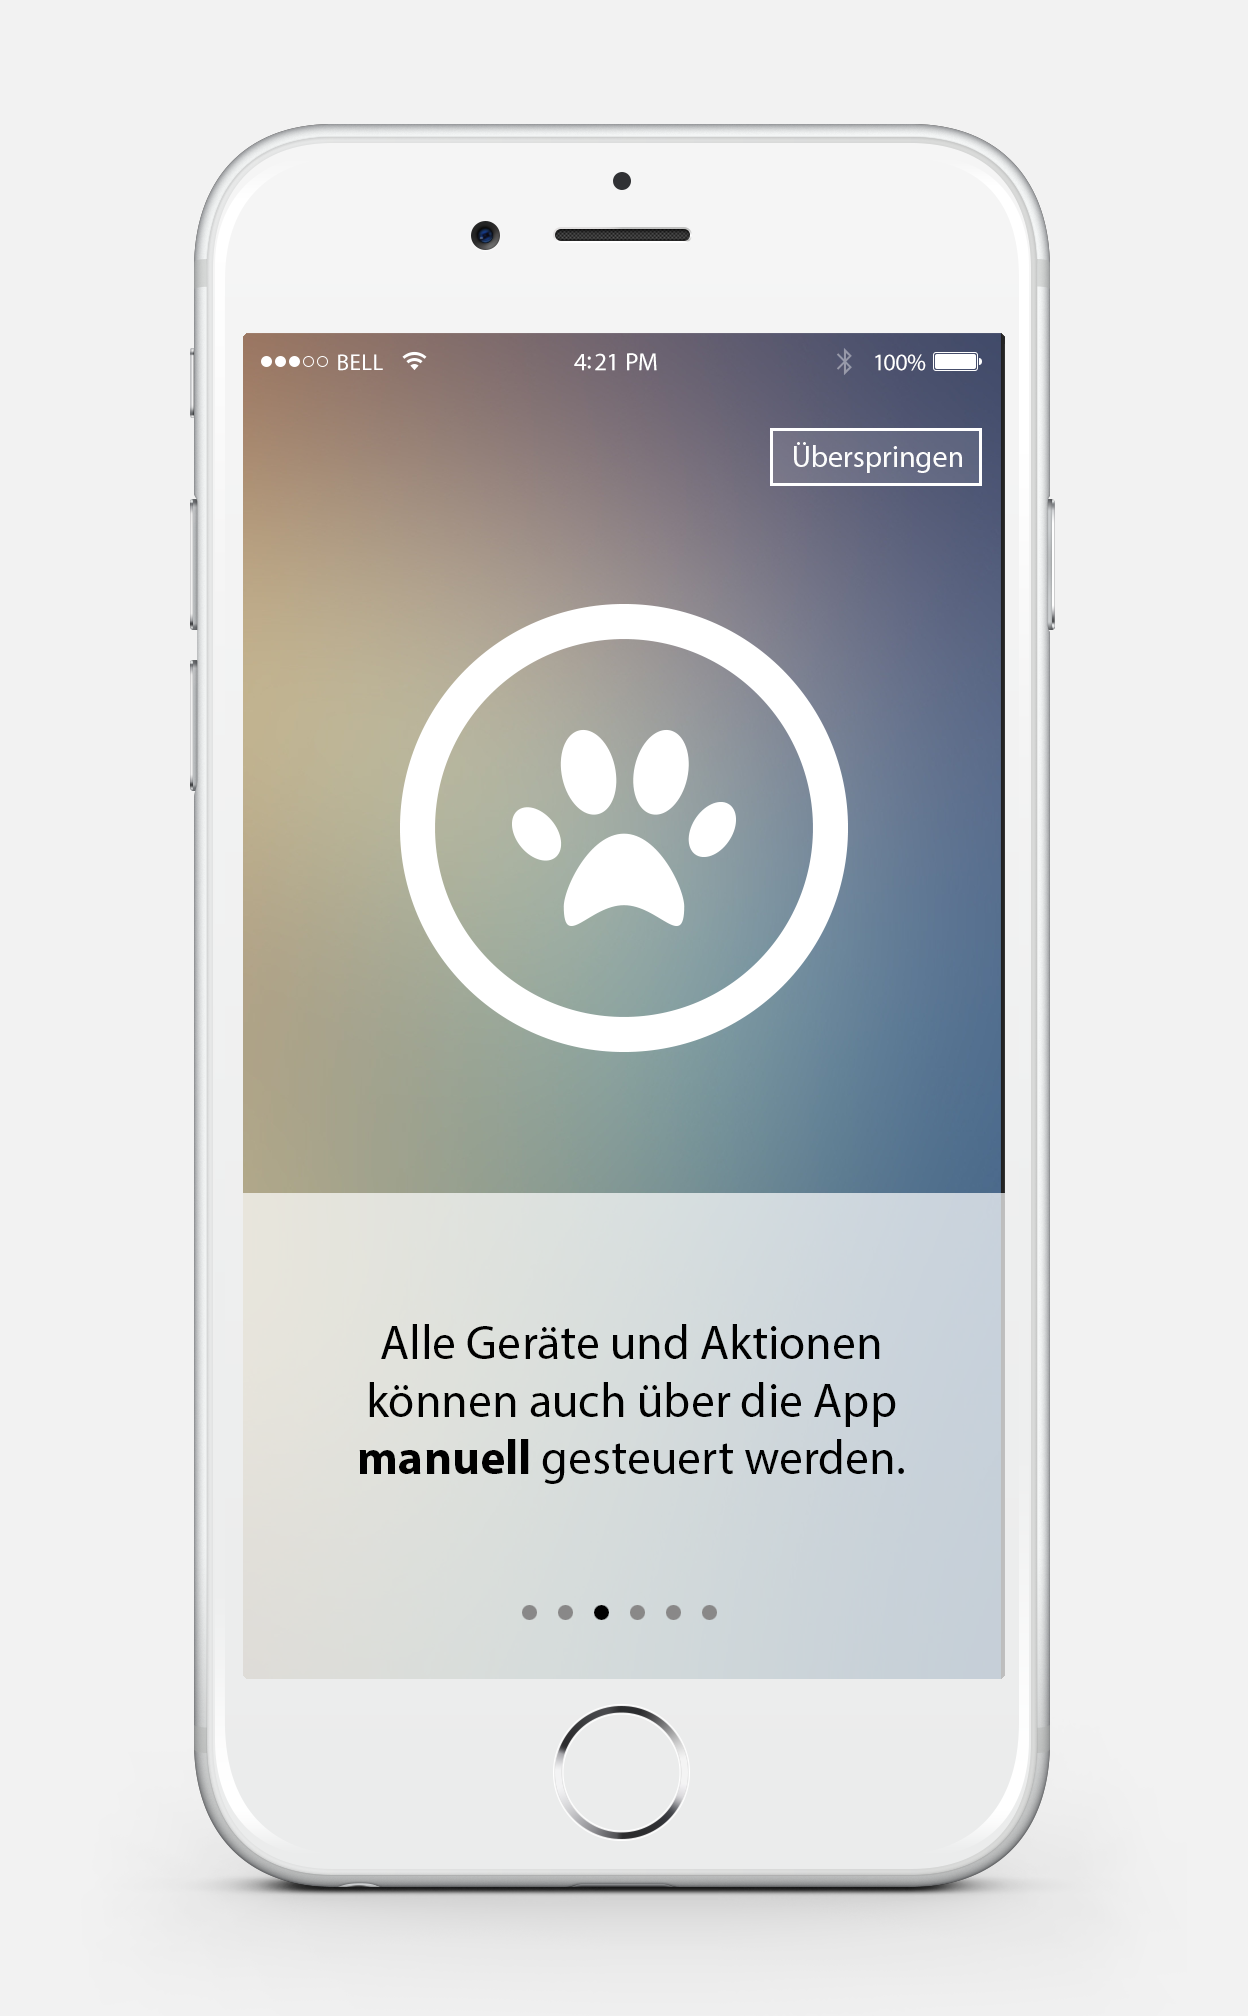 BELL 4:21 PM 100%
Überspringen
Alle Geräte und Aktionen
können auch über die App
manuell gesteuert werden.